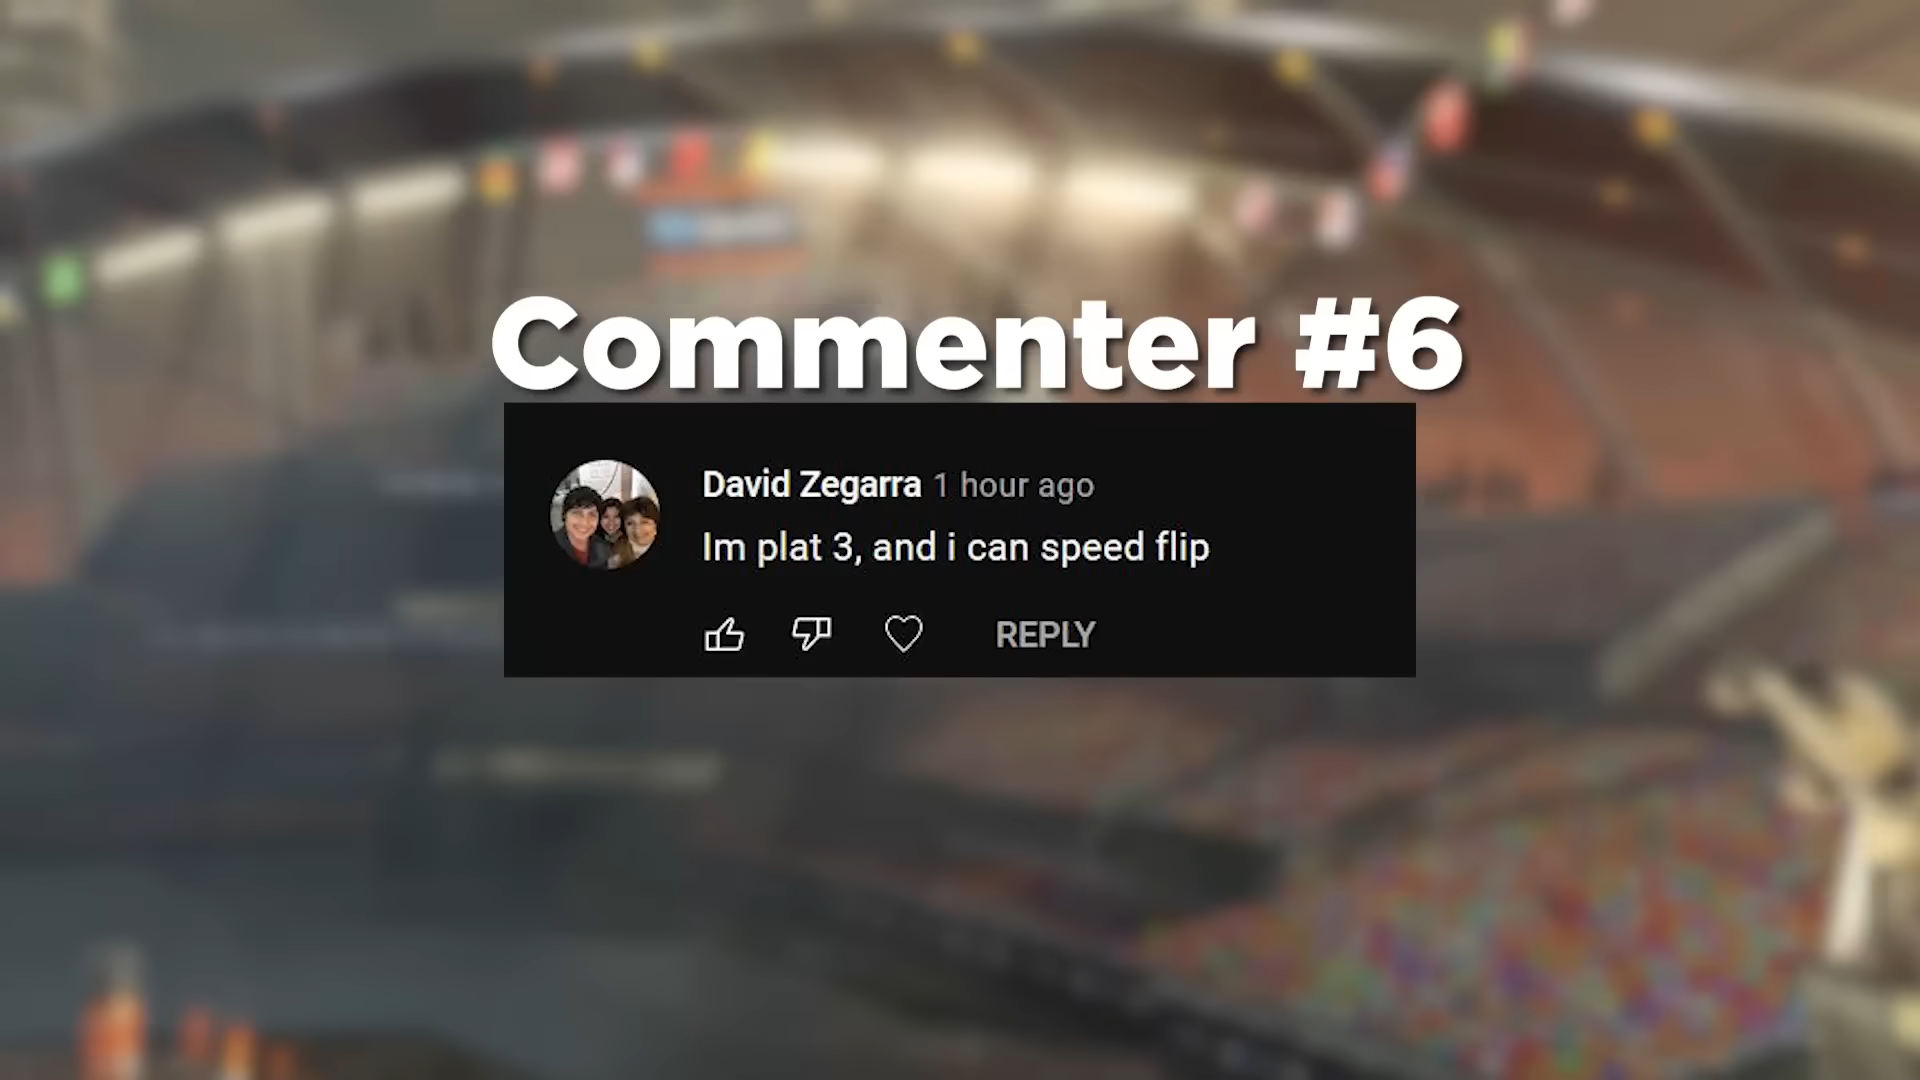 Commenter #6
David Zegarra 1 hour ago
Im plat 3, and i can speed flip
REPLY